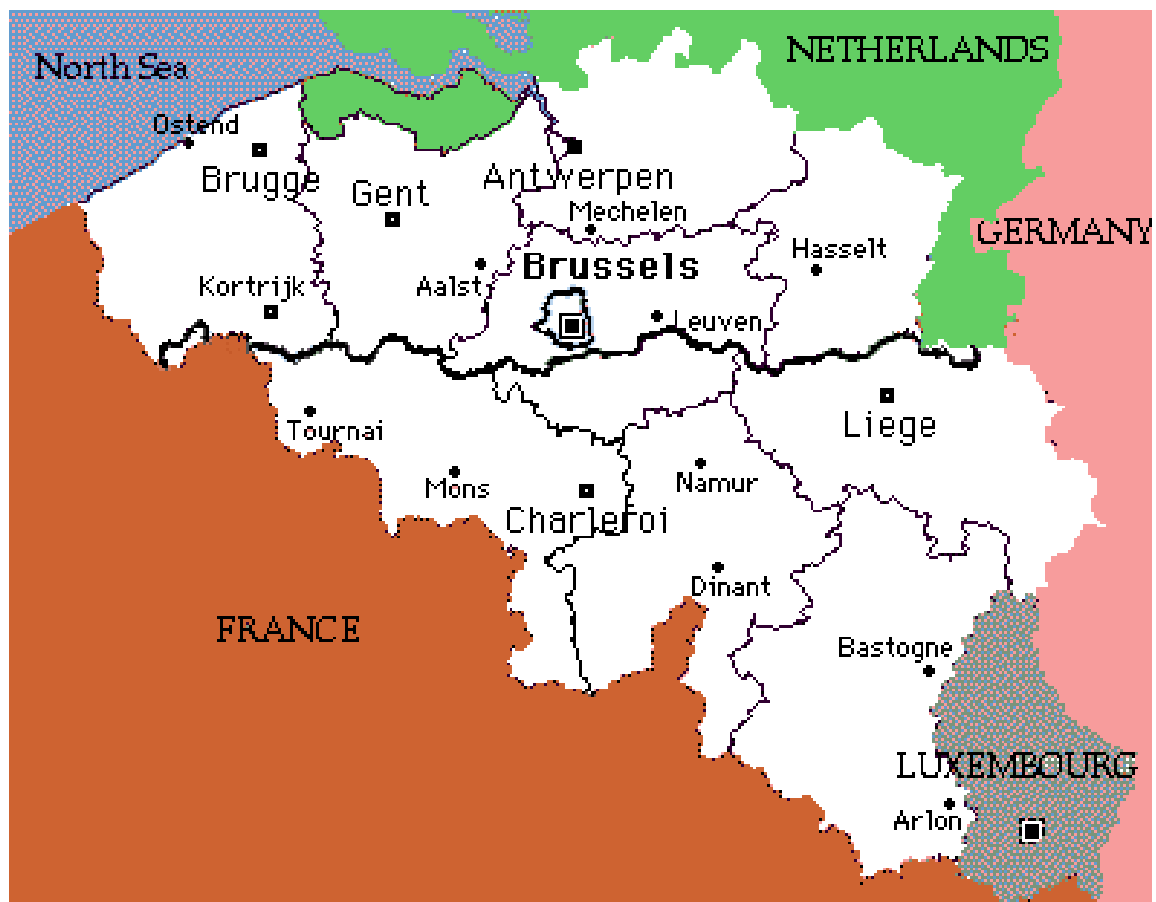 NETHERLANDS
North Sea
Ostend
Brugge
Gent
Antwerpen
Mechelen
GERMANY
Hasselt
Brussels
Kortrijk
Aalst
Leuven
Liege
Tournai
Namur
Mons
Charleroi
Dinant
FRANCE
Bastogne
LUXEMBOURG
Arlon